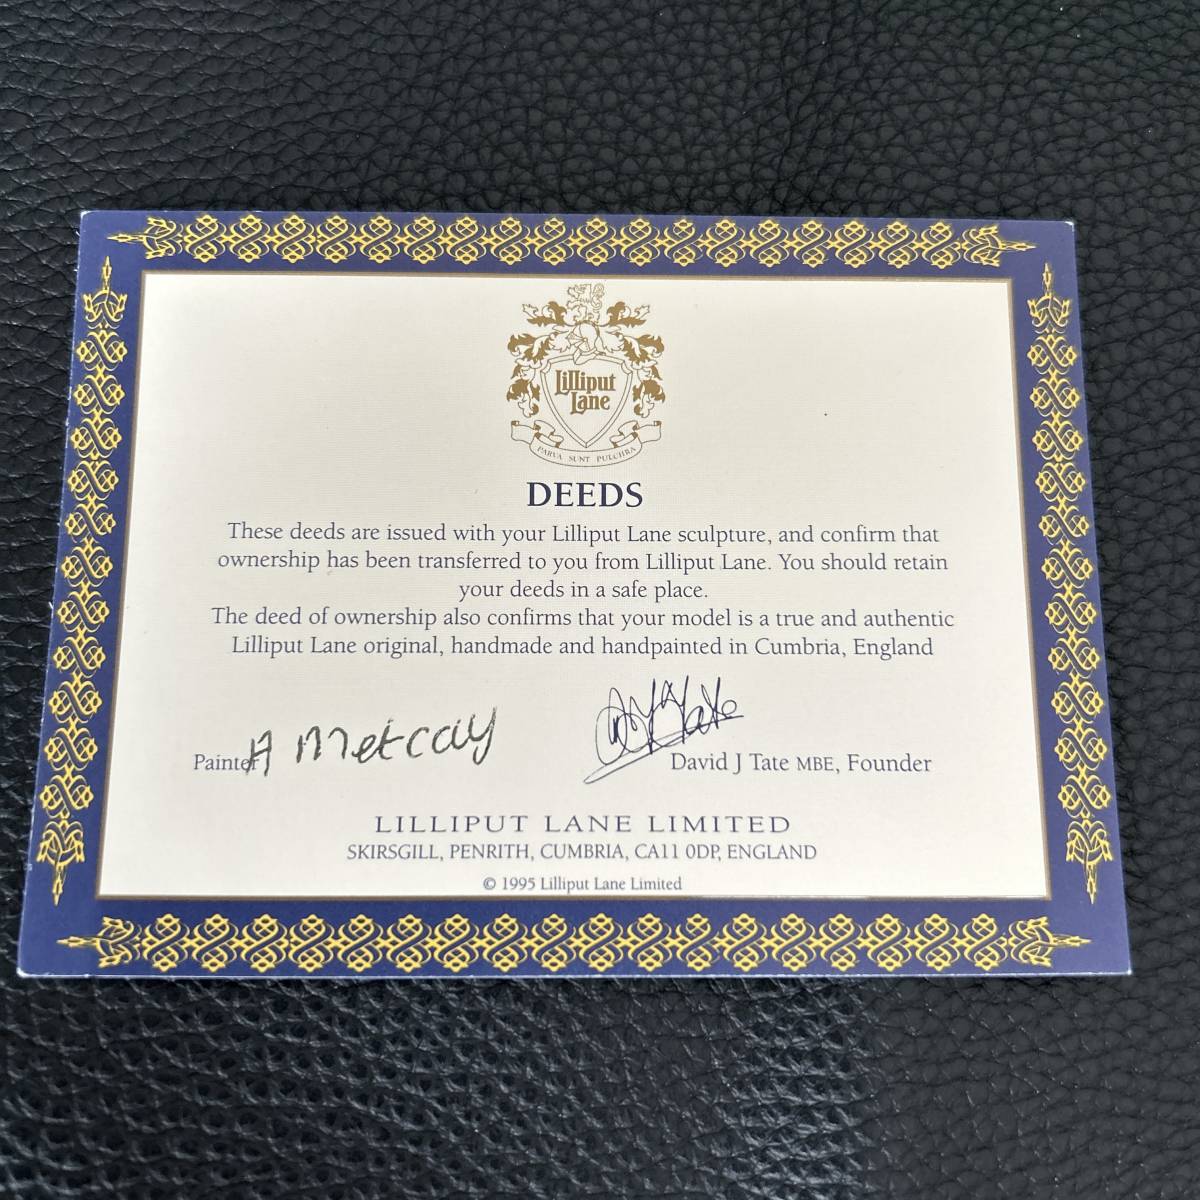 Lilliput
Lane
PARVA SUNT PULCHRA
DEEDS
These deeds are issued with your Lilliput Lane sculpture, and confirm that
ownership has been transferred to you from Lilliput Lane. You should retain
your deeds in a safe place.
The deed of ownership also confirms that your model is a true and authentic
Lilliput Lane original, handmade and handpainted in Cumbria, England
Painter A Metcalf
David J Tate MBE, Founder
LILLIPUT LANE LIMITED
SKIRSGILL, PENRITH, CUMBRIA, CA11 0DP, ENGLAND
© 1995 Lilliput Lane Limited